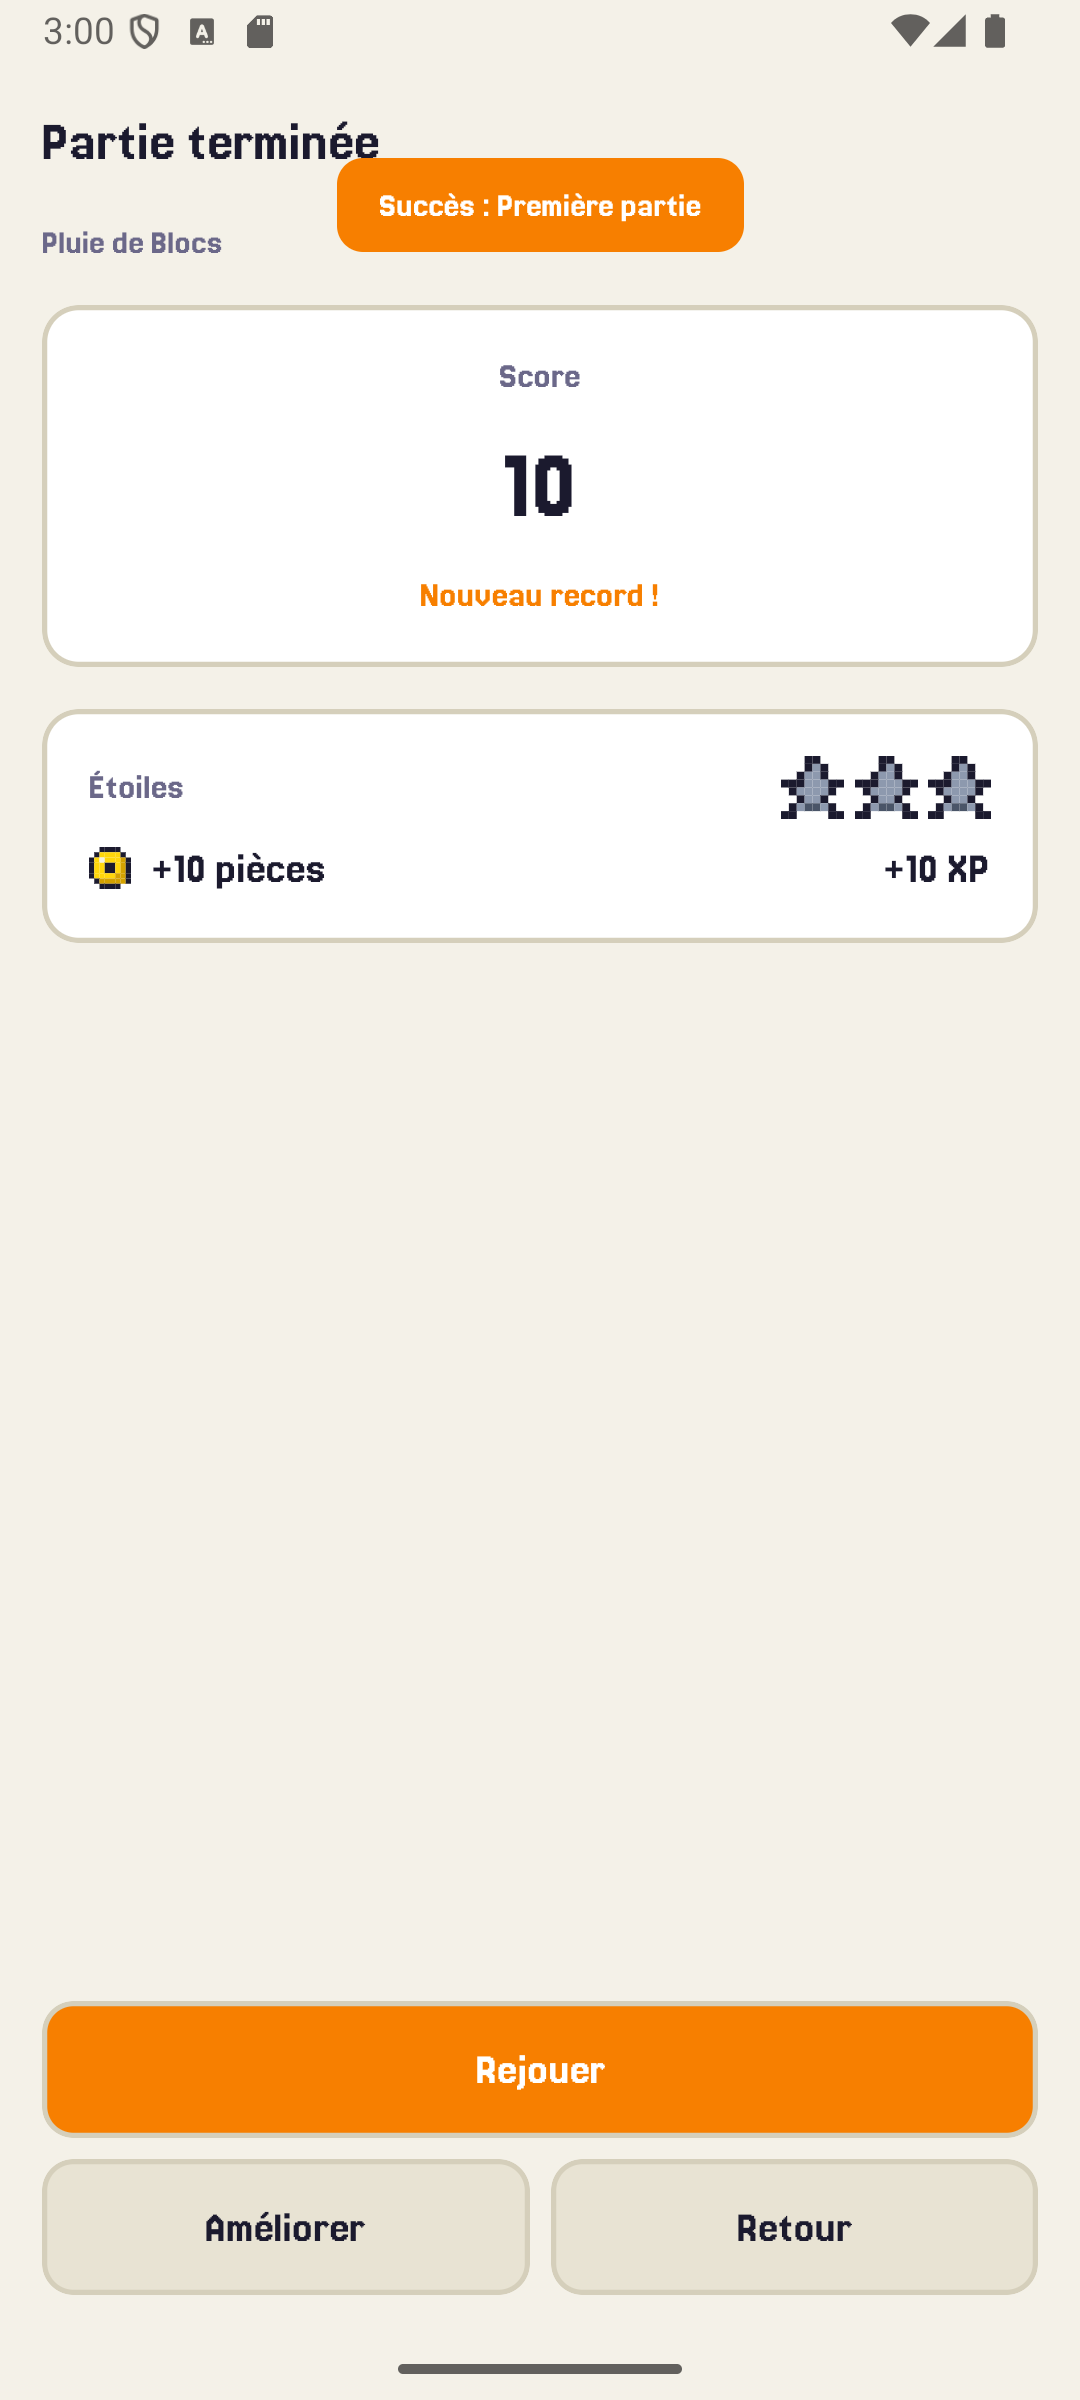 3:00
Partie terminée
Succès : Première partie
Pluie de Blocs
Score
10
Nouveau record !
Étoiles
+10 pièces
+10 XP
Rejouer
Améliorer
Retour